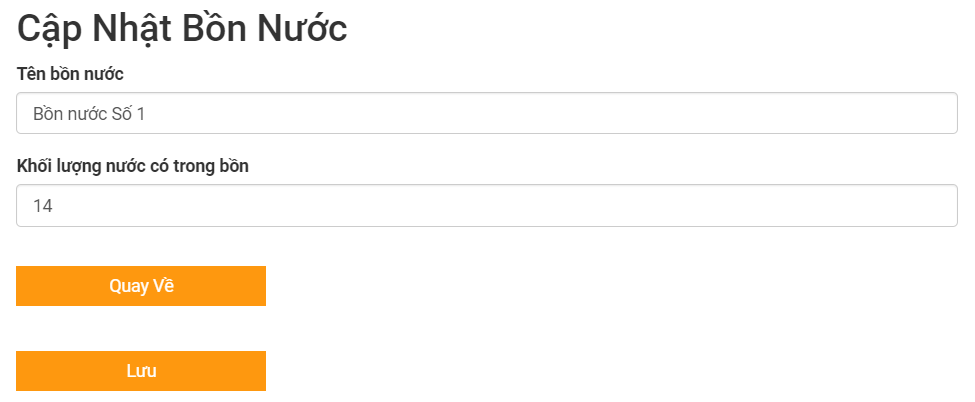 Cập Nhật Bồn Nước
Tên bồn nước
Bồn nước Số 1
Khối lượng nước có trong bồn
14
Quay Về
Lưu